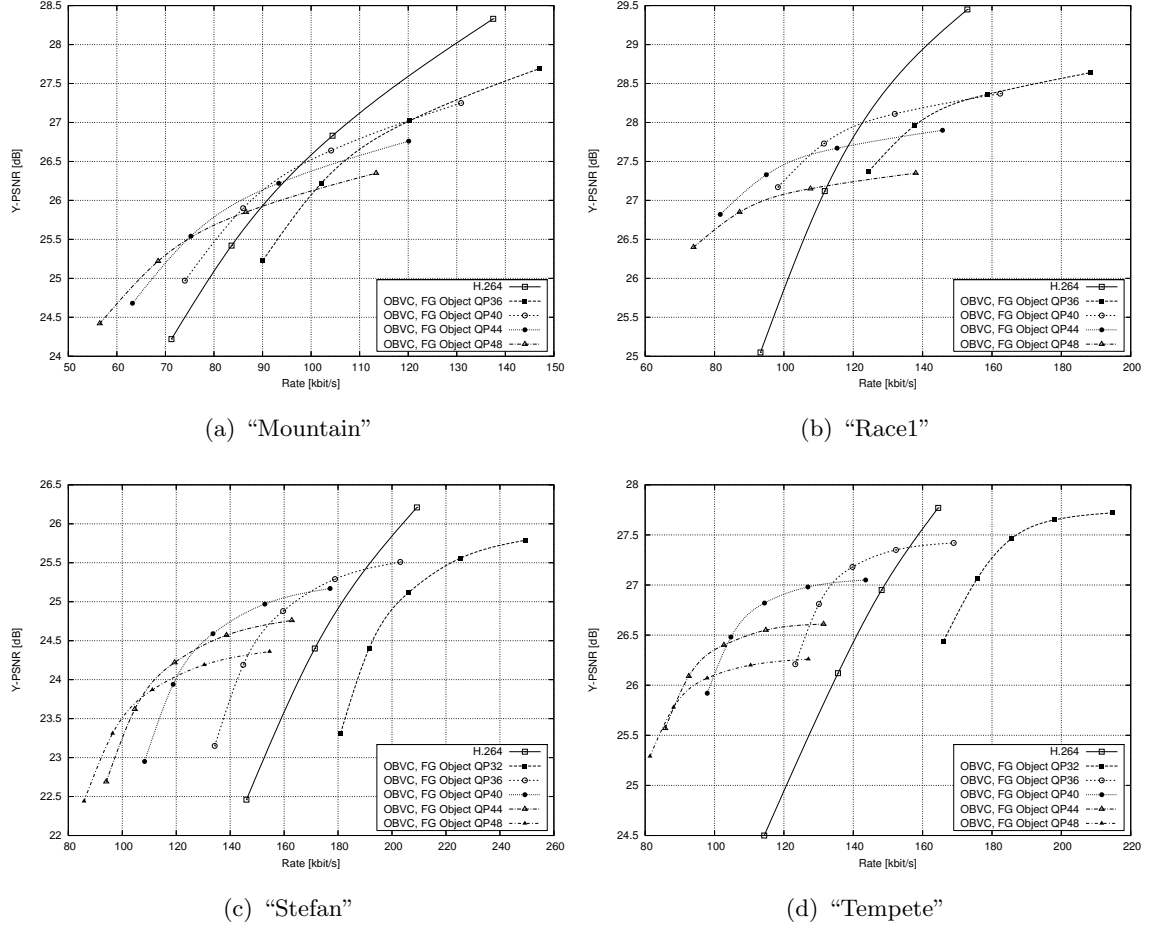 28.5
28
27.5
27
26.5
26
25.5
25
24.5
24
Y-PSNR [dB]
50 60 70 80 90 100 110 120 130 140 150
Rate [kbit/s]
H.264
OBVC, FG Object QP36
OBVC, FG Object QP40
OBVC, FG Object QP44
OBVC, FG Object QP48
(a) “Mountain”
29.5
29
28.5
28
27.5
27
26.5
26
25.5
25
Y-PSNR [dB]
60 80 100 120 140 160 180 200
Rate [kbit/s]
H.264
OBVC, FG Object QP36
OBVC, FG Object QP40
OBVC, FG Object QP44
OBVC, FG Object QP48
(b) “Race1”
26.5
26
25.5
25
24.5
24
23.5
23
22.5
22
Y-PSNR [dB]
80 100 120 140 160 180 200 220 240 260
Rate [kbit/s]
H.264
OBVC, FG Object QP32
OBVC, FG Object QP36
OBVC, FG Object QP40
OBVC, FG Object QP44
OBVC, FG Object QP48
(c) “Stefan”
28
27.5
27
26.5
26
25.5
25
24.5
Y-PSNR [dB]
80 100 120 140 160 180 200 220
Rate [kbit/s]
H.264
OBVC, FG Object QP32
OBVC, FG Object QP36
OBVC, FG Object QP40
OBVC, FG Object QP44
OBVC, FG Object QP48
(d) “Tempete”